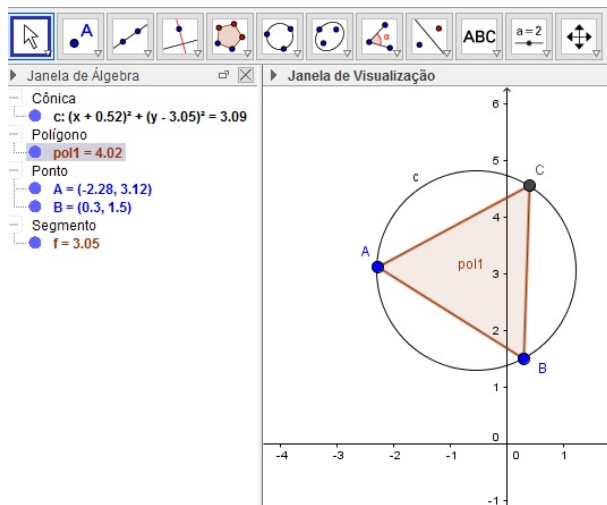 A
α
ABC
a=2
Janela de Álgebra
Cônica
c: (x + 0.52)² + (y - 3.05)² = 3.09
Polígono
pol1 = 4.02
Ponto
A = (-2.28, 3.12)
B = (0.3, 1.5)
Segmento
f = 3.05
Janela de Visualização
6
5
C
c
4
A
pol1
3
2
B
1
0
-4 -3 -2 -1 0 1
-1